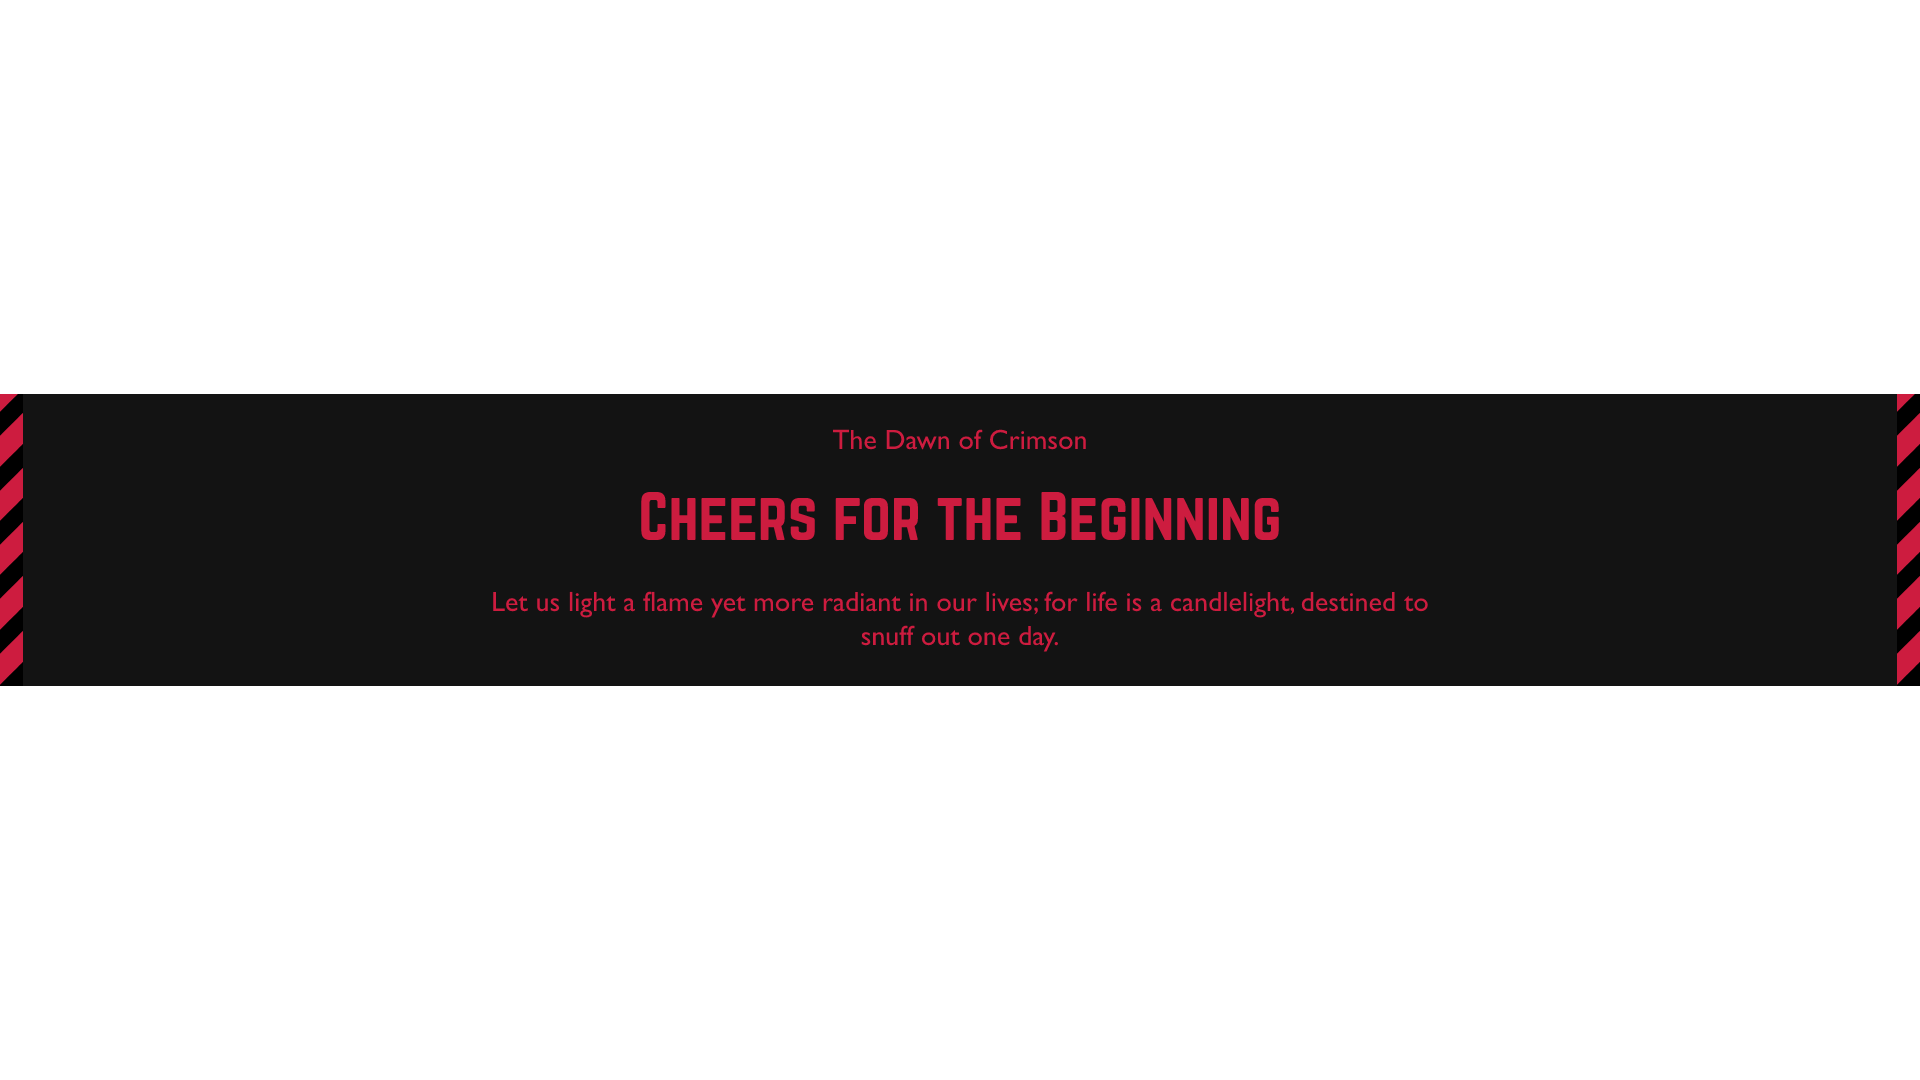 The Dawn of Crimson
Cheers for the Beginning
Let us light a flame yet more radiant in our lives; for life is a candlelight, destined to
snuff out one day.